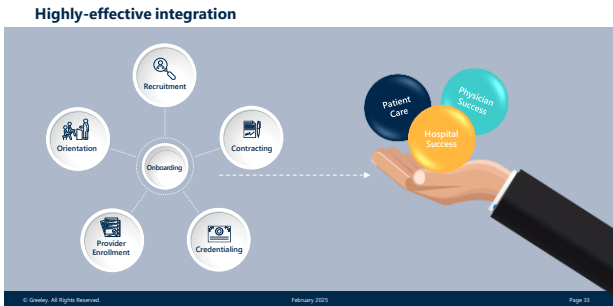 Highly-effective integration
Recruitment
Orientation
Contracting
Onboarding
Provider
Enrollment
Credentialing
Patient
Care
Physician
Success
Hospital
Success
© Greeley. All Rights Reserved.
February 2025
Page 33